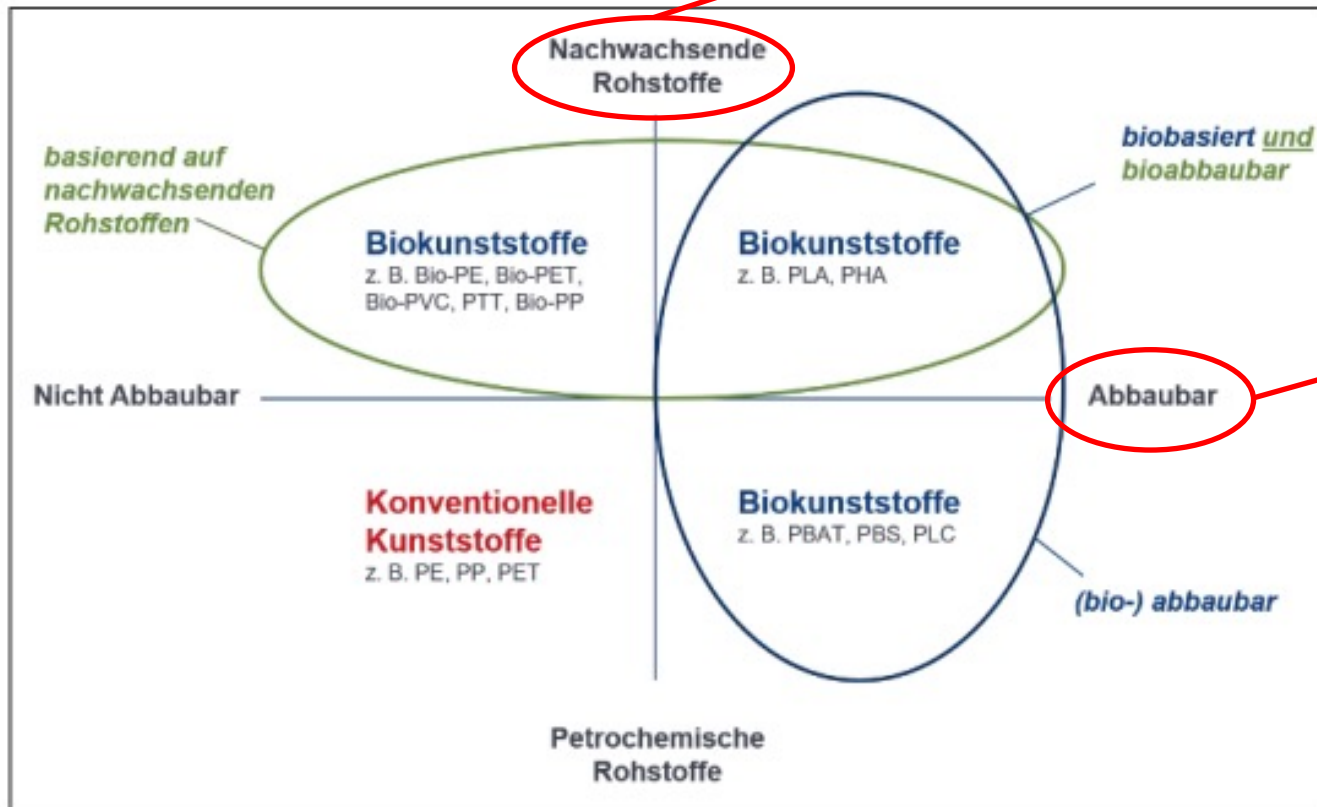 Nachwachsende
Rohstoffe
basierend auf
nachwachsenden
Rohstoffen
biobasiert und
bioabbaubar
Biokunststoffe
z. B. Bio-PE, Bio-PET,
Bio-PVC, PTT, Bio-PP
Biokunststoffe
z. B. PLA, PHA
Nicht Abbaubar
Abbaubar
Konventionelle
Kunststoffe
z. B. PE, PP, PET
Biokunststoffe
z. B. PBAT, PBS, PLC
(bio-) abbaubar
Petrochemische
Rohstoffe